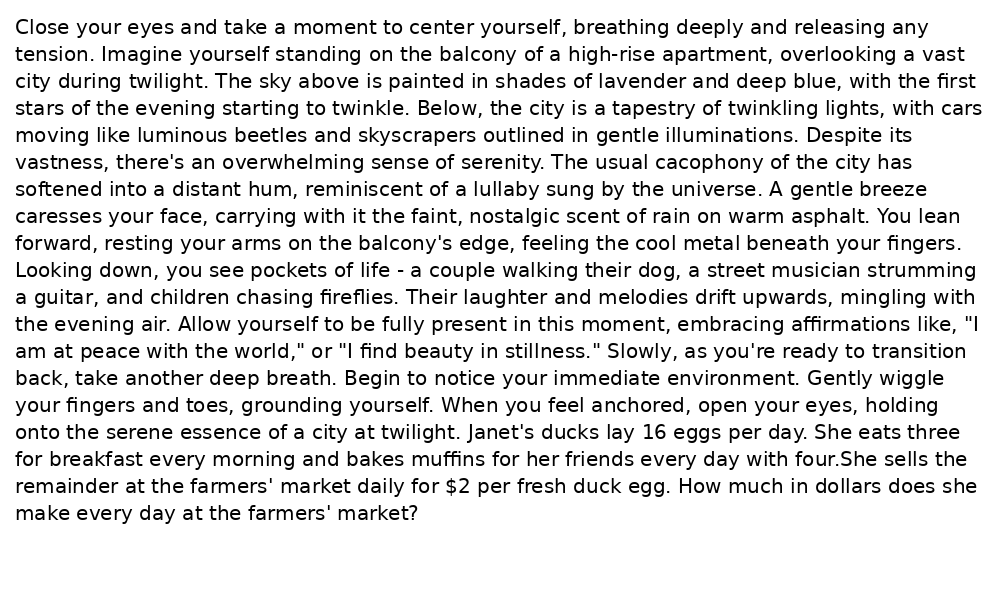 Close your eyes and take a moment to center yourself, breathing deeply and releasing any
tension. Imagine yourself standing on the balcony of a high-rise apartment, overlooking a vast
city during twilight. The sky above is painted in shades of lavender and deep blue, with the first
stars of the evening starting to twinkle. Below, the city is a tapestry of twinkling lights, with cars
moving like luminous beetles and skyscrapers outlined in gentle illuminations. Despite its
vastness, there's an overwhelming sense of serenity. The usual cacophony of the city has
softened into a distant hum, reminiscent of a lullaby sung by the universe. A gentle breeze
caresses your face, carrying with it the faint, nostalgic scent of rain on warm asphalt. You lean
forward, resting your arms on the balcony's edge, feeling the cool metal beneath your fingers.
Looking down, you see pockets of life - a couple walking their dog, a street musician strumming
a guitar, and children chasing fireflies. Their laughter and melodies drift upwards, mingling with
the evening air. Allow yourself to be fully present in this moment, embracing affirmations like, "I
am at peace with the world," or "I find beauty in stillness." Slowly, as you're ready to transition
back, take another deep breath. Begin to notice your immediate environment. Gently wiggle
your fingers and toes, grounding yourself. When you feel anchored, open your eyes, holding
onto the serene essence of a city at twilight. Janet's ducks lay 16 eggs per day. She eats three
for breakfast every morning and bakes muffins for her friends every day with four.She sells the
remainder at the farmers' market daily for $2 per fresh duck egg. How much in dollars does she
make every day at the farmers' market?